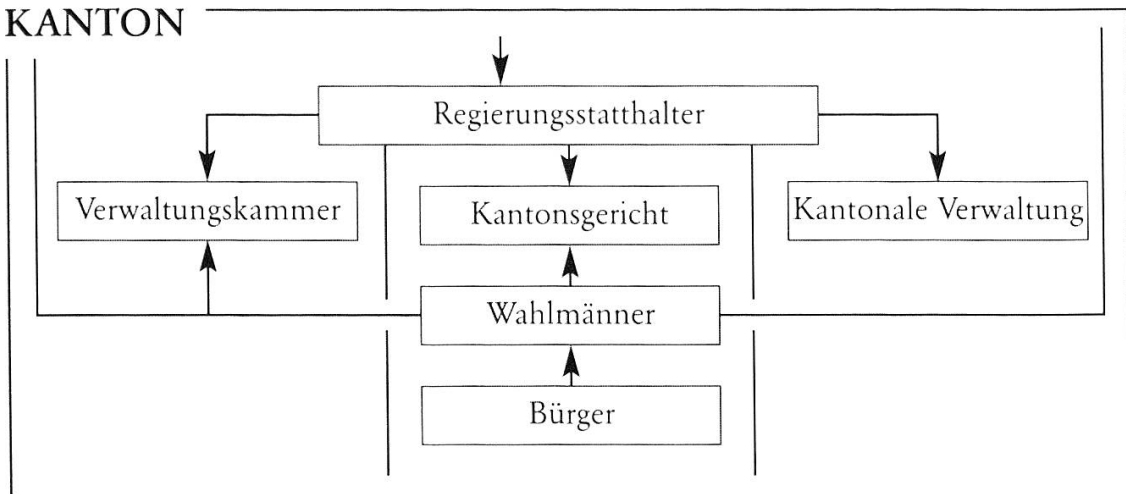 KANTON
Regierungsstatthalter
Verwaltungskammer
Kantonsgericht
Kantonale Verwaltung
Wahlmänner
Bürger